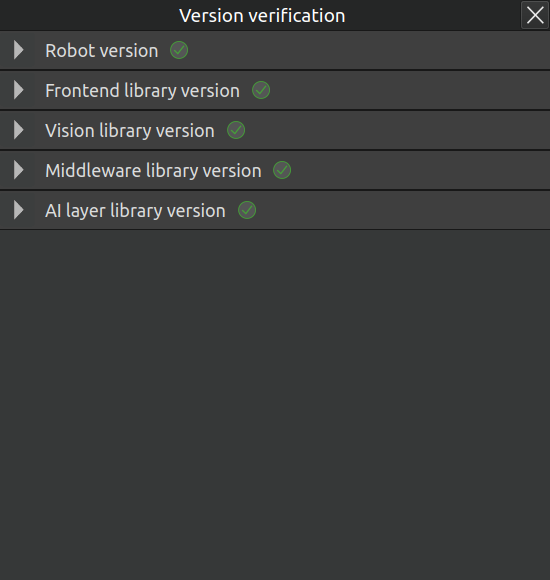 Version verification
Robot version
Frontend library version
Vision library version
Middleware library version
AI layer library version